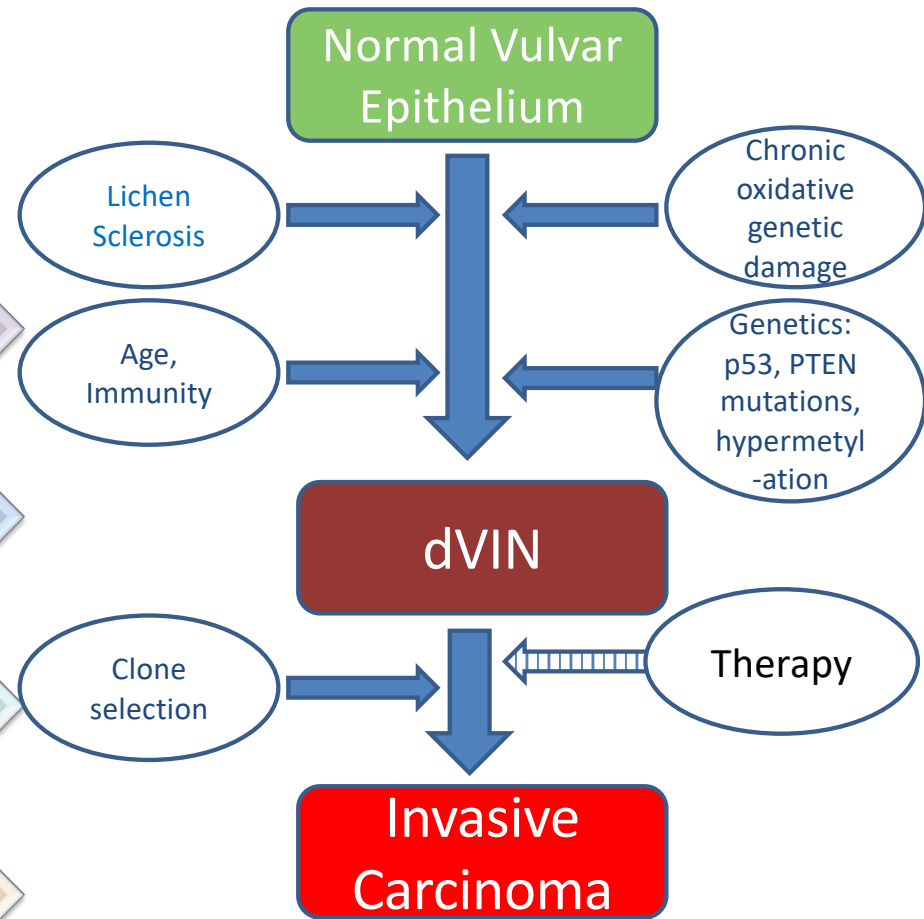 Normal Vulvar
Epithelium
Lichen
Sclerosis
Chronic
oxidative
genetic
damage
Age,
Immunity
Genetics:
p53, PTEN
mutations,
hypermetyl
-ation
dVIN
Clone
selection
Therapy
Invasive
Carcinoma